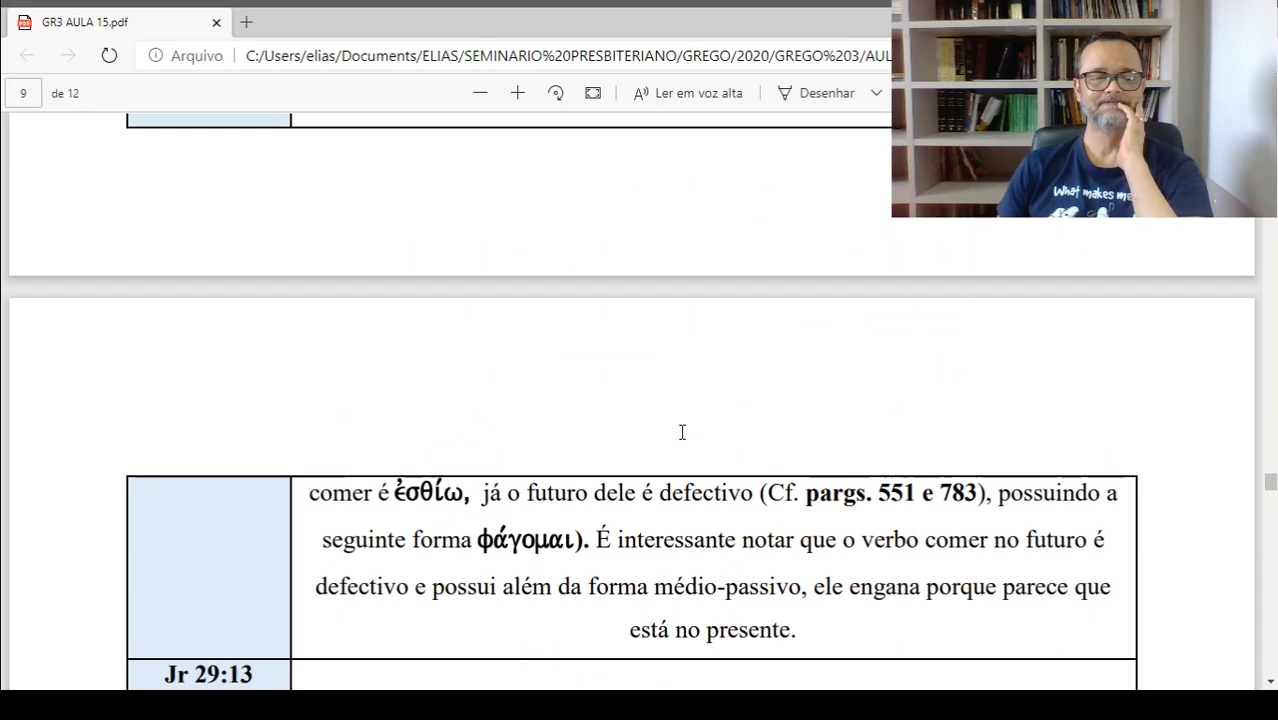 GR3 AULA 15.pdf
Arquivo
C:/Users/elias/Documents/ELIAS/SEMINARIO%20PRESBITERIANO/GREGO/2020/GREGO%203/AUL
9 de 12
Ler em voz alta
Desenhar
What makes me
comer é ἐσθίω, já o futuro dele é defectivo (Cf. pargs. 551 e 783), possuindo a
seguinte forma φάγομαι). É interessante notar que o verbo comer no futuro é
defectivo e possui além da forma médio-passivo, ele engana porque parece que
está no presente.
Jr 29:13